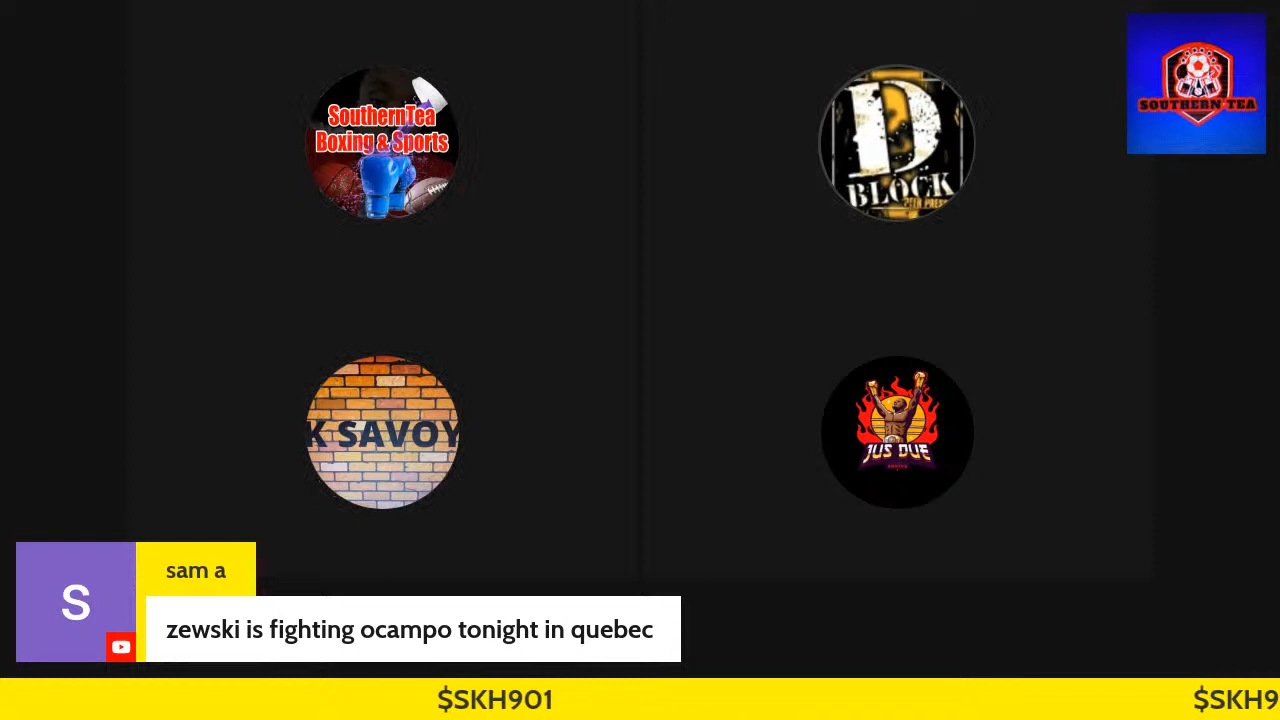 SouthernTea
Boxing & Sports
D
BLOCK
SOUTHERN TEA
K SAVOY
JUS DUE
S
sam a
zewski is fighting ocampo tonight in quebec
$SKH901
$SKH9